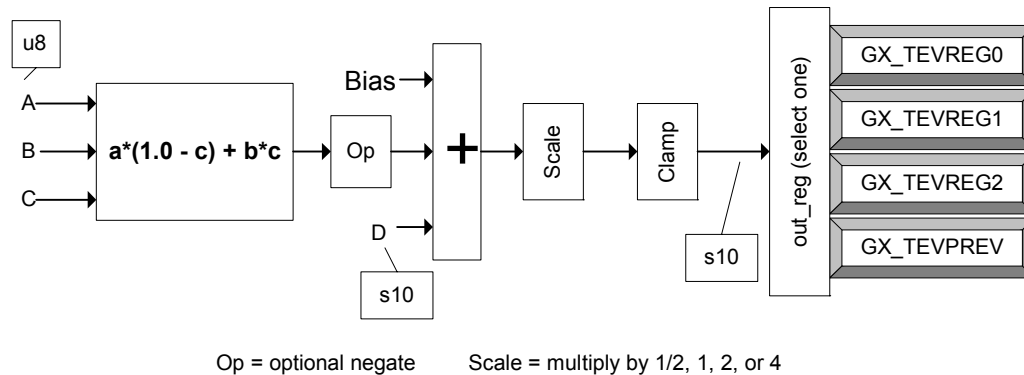 u8
A
B
C
a*(1.0 - c) + b*c
Op
Bias
D
s10
+
Scale
Clamp
s10
out_reg (select one)
GX_TEVREG0
GX_TEVREG1
GX_TEVREG2
GX_TEVPREV
Op = optional negate Scale = multiply by 1/2, 1, 2, or 4